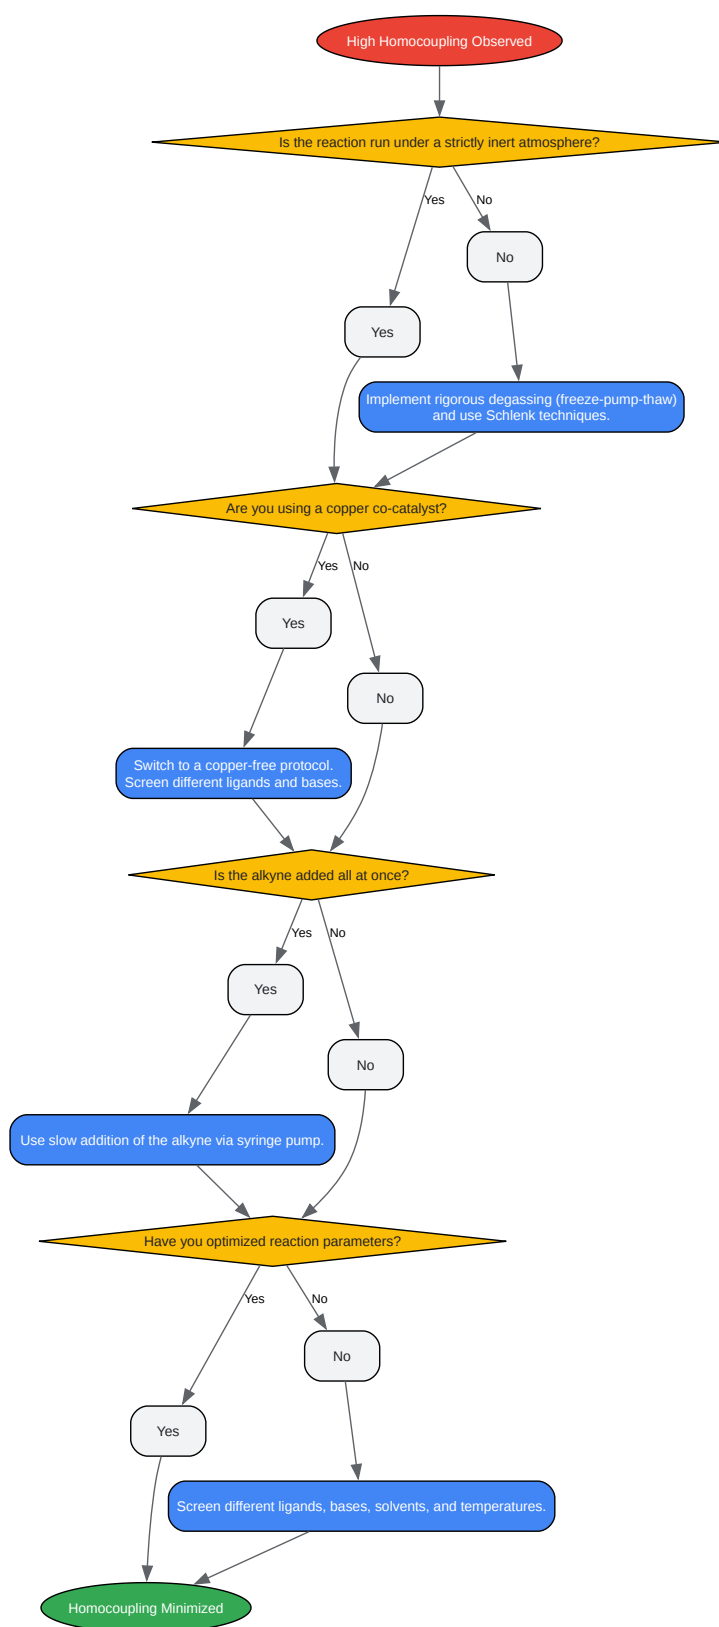 High Homocoupling Observed
Is the reaction run under a strictly inert atmosphere?
Yes
No
No
Yes
Implement rigorous degassing (freeze-pump-thaw)
and use Schlenk techniques.
Are you using a copper co-catalyst?
Yes
No
Yes
No
Switch to a copper-free protocol.
Screen different ligands and bases.
Is the alkyne added all at once?
Yes
No
Yes
No
Use slow addition of the alkyne via syringe pump.
Have you optimized reaction parameters?
Yes
No
No
Yes
Screen different ligands, bases, solvents, and temperatures.
Homocoupling Minimized